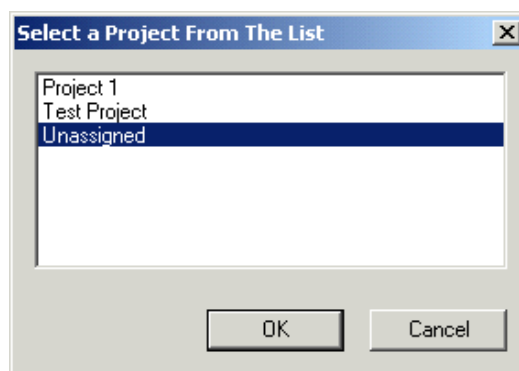 Select a Project From The List
Project 1
Test Project
Unassigned
OK
Cancel